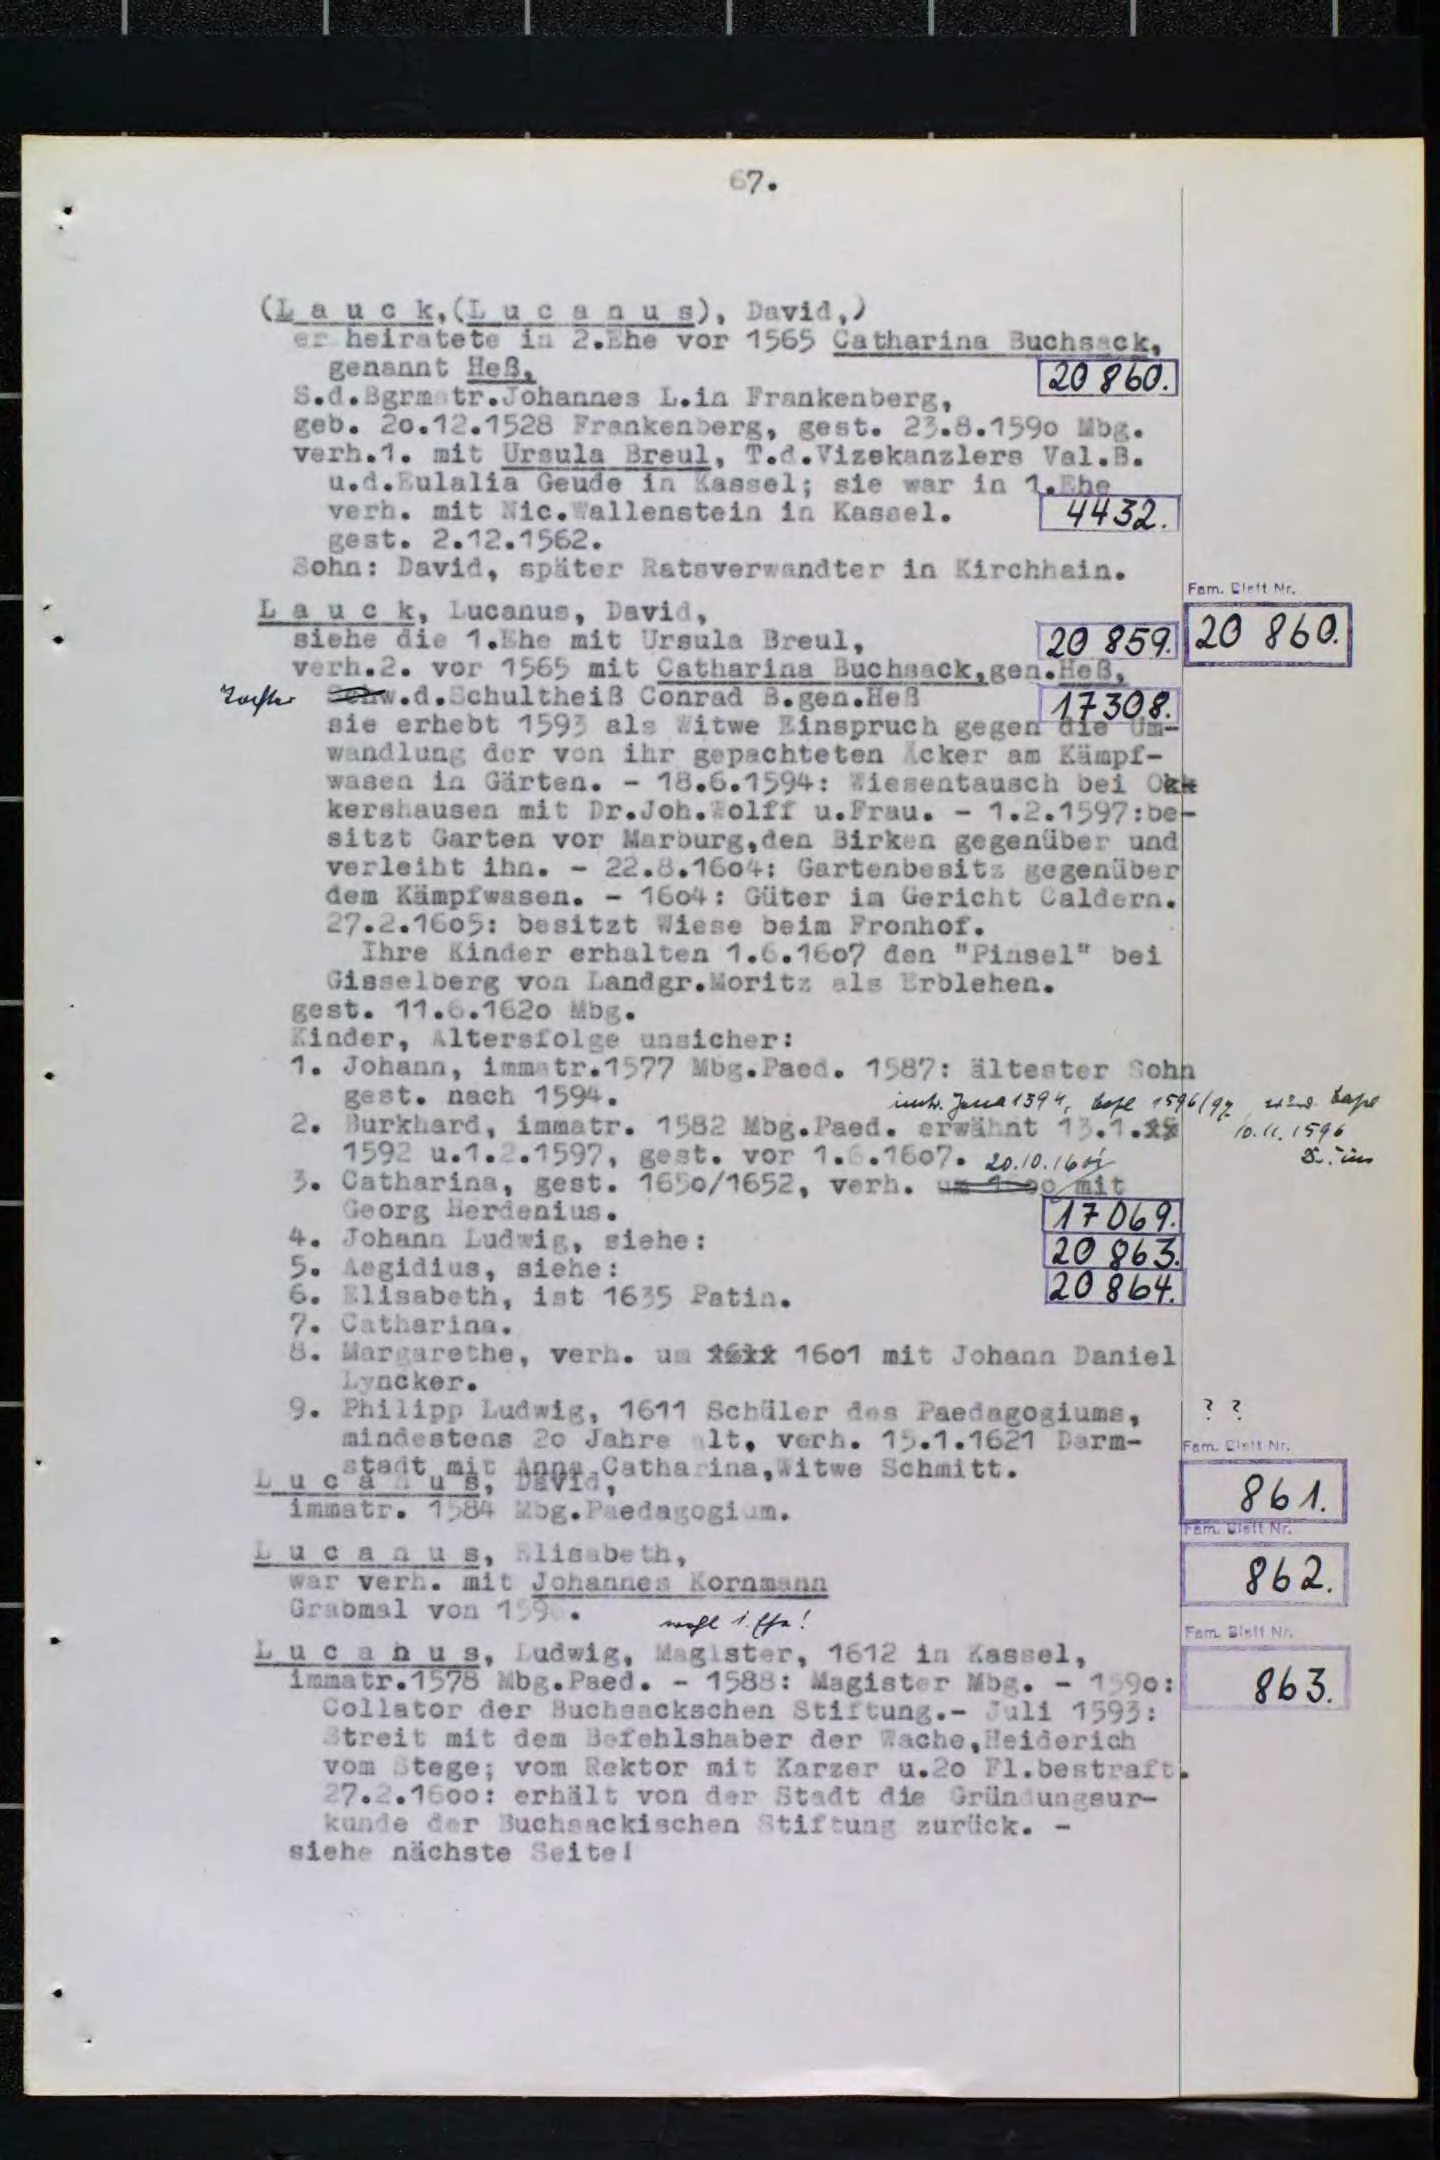 67.
(L a u c k,(L u c a n u s), David,)
er heiratete in 2.Ehe vor 1565 Catharina Buchsack,
genannt Heß,
20 860.
S.d.Bgrmstr.Johannes L.in Frankenberg,
geb. 2o.12.1528 Frankenberg, gest. 23.8.159o Mbg.
verh.1. mit Ursula Breul, T.d.Vizekanzlers Val.B.
u.d.Eulalia Geude in Kassel; sie war in 1.Ehe
verh. mit Nic.Wallenstein in Kassel.
4432.
gest. 2.12.1562.
Sohn: David, später Ratsverwandter in Kirchhain.
Fam. Blatt Nr.
20 860.
L a u c k, Lucanus, David,
siehe die 1.Ehe mit Ursula Breul,
20 859.
verh.2. vor 1565 mit Catharina Buchsack,gen.Heß,
Tochter Schw.d.Schultheiß Conrad B.gen.Heß
17308.
sie erhebt 1593 als Witwe Einspruch gegen die Um-
wandlung der von ihr gepachteten Äcker am Kämpf-
wasen in Gärten. - 18.6.1594: Wiesentausch bei Ok
kershausen mit Dr.Joh.Wolff u.Frau. - 1.2.1597:be-
sitzt Garten vor Marburg,den Birken gegenüber und
verleiht ihn. - 22.8.16o4: Gartenbesitz gegenüber
dem Kämpfwasen. - 16o4: Güter im Gericht Caldern.
27.2.16o5: besitzt Wiese beim Fronhof.
Ihre Kinder erhalten 1.6.16o7 den "Pinsel" bei
Gisselberg von Landgr.Moritz als Erblehen.
gest. 11.6.162o Mbg.
Kinder, Altersfolge unsicher:
1. Johann, immatr.1577 Mbg.Paed. 1587: ältester Sohn
gest. nach 1594.
imtr. Jena 1394, Basel 1596/97 Basel
10.11.1596
2. Burkhard, immatr. 1582 Mbg.Paed. erwähnt 13.1.
1592 u.1.2.1597, gest. vor 1.6.16o7.
20.10.1601
3. Catharina, gest. 165o/1652, verh. um 16oo mit
Georg Herdenius.
17069.
4. Johann Ludwig, siehe:
20 863.
5. Aegidius, siehe:
20 864.
6. Elisabeth, ist 1635 Patin.
7. Catharina.
8. Margarethe, verh. um 16o1 mit Johann Daniel
Lyncker.
9. Philipp Ludwig, 1611 Schüler des Paedagogiums,
? ?
mindestens 2o Jahre alt, verh. 15.1.1621 Darm-
stadt mit Anna Catharina,Witwe Schmitt.
Fam. Blatt Nr.
861.
L u c a n u s, David,
immatr. 1584 Mbg.Paedagogium.
Fam. Blatt Nr.
862.
L u c a n u s, Elisabeth,
war verh. mit Johannes Kornmann
Grabmal von 159 .
wohl 1. Ehe!
Fam. Blatt Nr.
863.
L u c a n u s, Ludwig, Magister, 1612 in Kassel,
immatr.1578 Mbg.Paed. - 1588: Magister Mbg. - 159o:
Collator der Buchsackschen Stiftung.- Juli 1593:
Streit mit dem Befehlshaber der Wache,Heiderich
vom Stege; vom Rektor mit Karzer u.2o Fl.bestraft.
27.2.16oo: erhält von der Stadt die Gründungsur-
kunde der Buchsackischen Stiftung zurück. -
siehe nächste Seite!